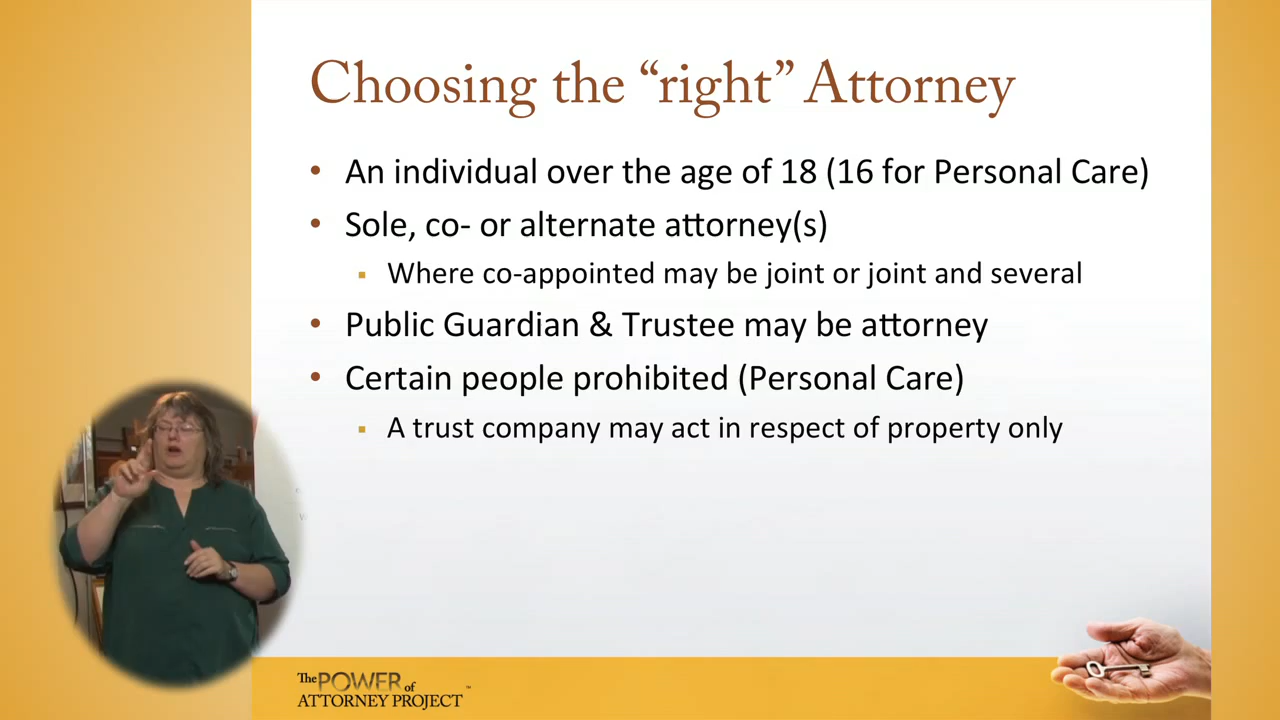 Choosing the “right” Attorney
• An individual over the age of 18 (16 for Personal Care)
• Sole, co- or alternate attorney(s)
▪ Where co-appointed may be joint or joint and several
• Public Guardian & Trustee may be attorney
• Certain people prohibited (Personal Care)
▪ A trust company may act in respect of property only
The POWER of
ATTORNEY PROJECT™